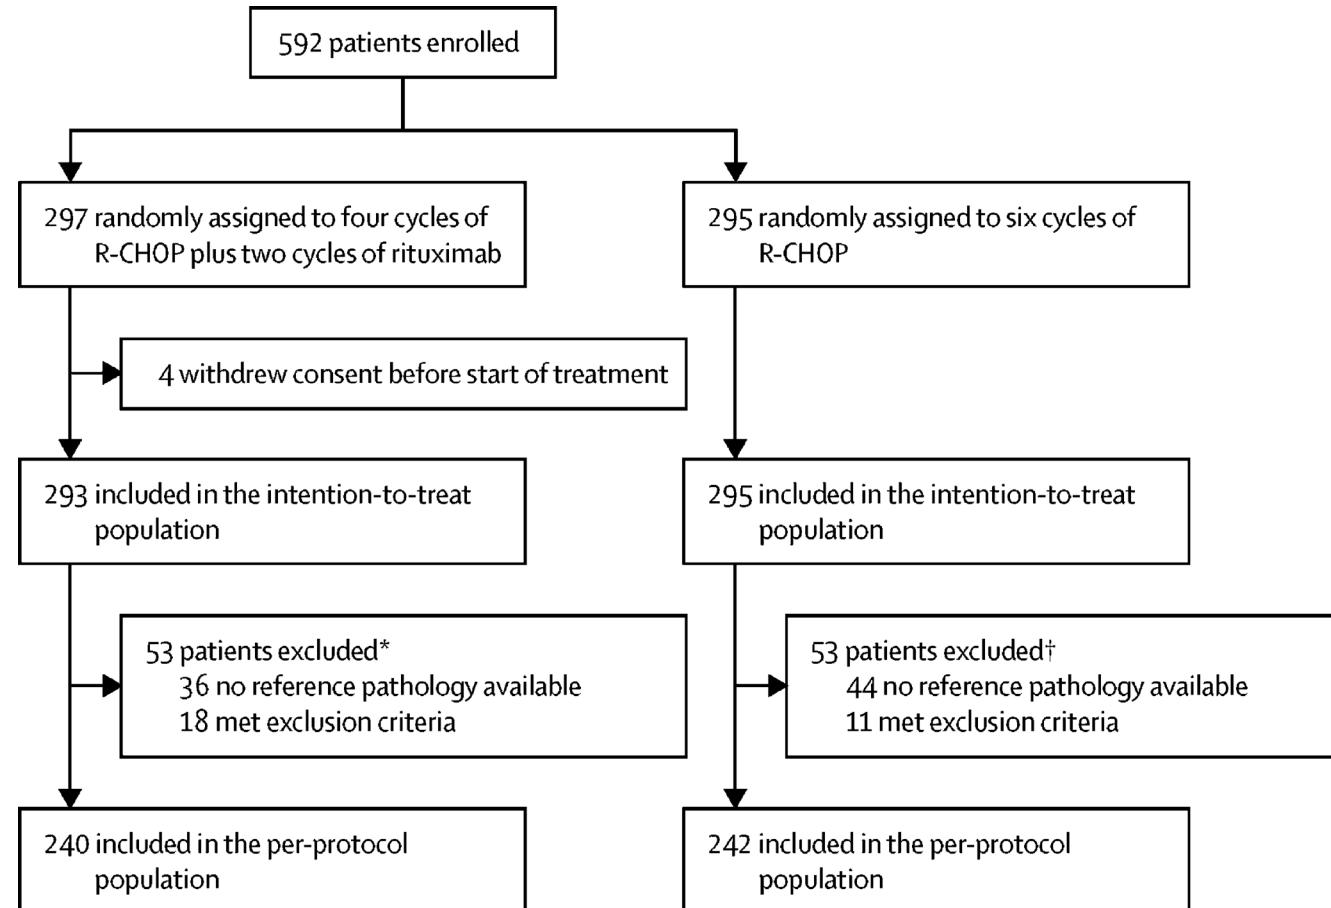 592 patients enrolled
297 randomly assigned to four cycles of
R-CHOP plus two cycles of rituximab
295 randomly assigned to six cycles of
R-CHOP
4 withdrew consent before start of treatment
293 included in the intention-to-treat
population
295 included in the intention-to-treat
population
53 patients excluded*
36 no reference pathology available
18 met exclusion criteria
53 patients excluded†
44 no reference pathology available
11 met exclusion criteria
240 included in the per-protocol
population
242 included in the per-protocol
population